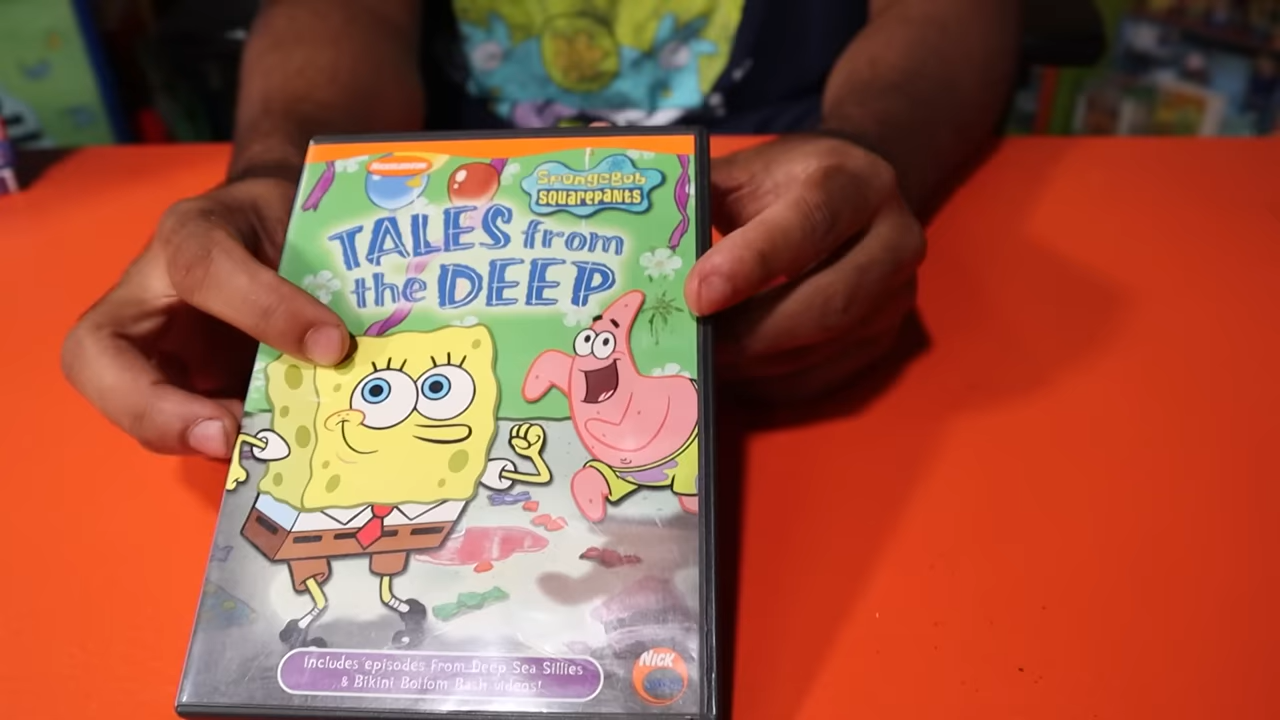 NICKELODEON
SpongeBob
SQUAREPANTS
TALES from
the DEEP
Includes episodes From Deep Sea Sillies
& Bikini Bottom Bash videos!
NICK